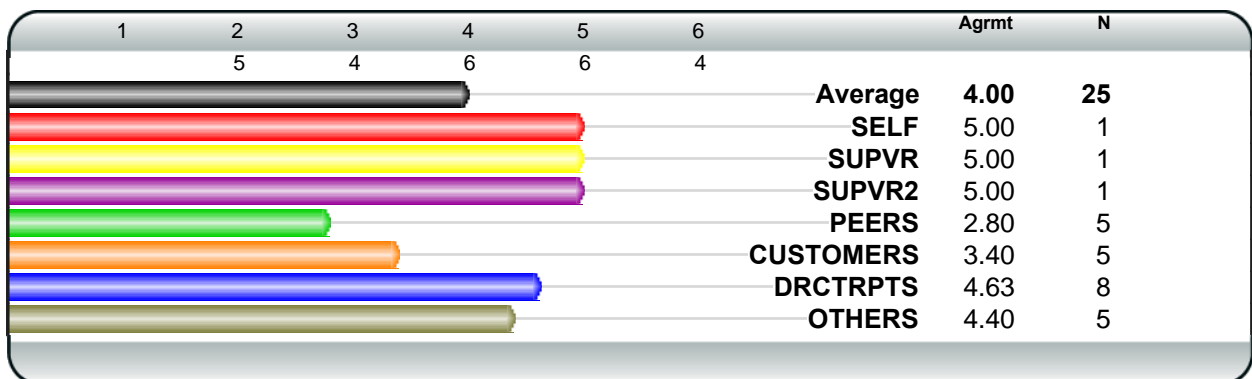 1 2 3 4 5 6 Agrmt N
5 4 6 6 4
Average 4.00 25
SELF 5.00 1
SUPVR 5.00 1
SUPVR2 5.00 1
PEERS 2.80 5
CUSTOMERS 3.40 5
DRCTRPTS 4.63 8
OTHERS 4.40 5